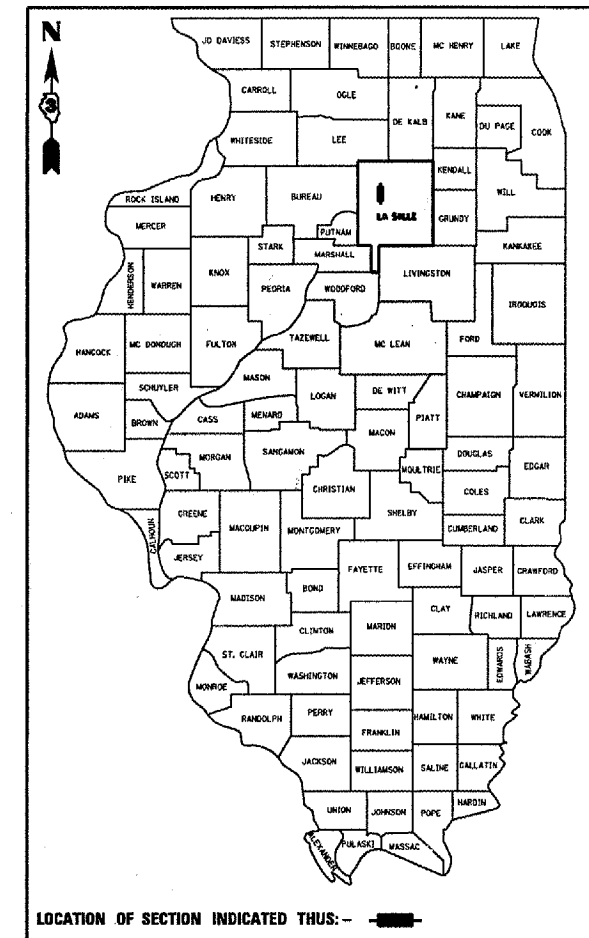 N
3
JO DAVIESS
STEPHENSON
WINNEBAGO
BOONE
MC HENRY
LAKE
CARROLL
OGLE
DE KALB
KANE
DU PAGE
COOK
WHITESIDE
LEE
KENDALL
WILL
ROCK ISLAND
HENRY
BUREAU
LA SALLE
GRUNDY
MERCER
PUTNAM
KANKAKEE
STARK
MARSHALL
HENDERSON
WARREN
KNOX
PEORIA
WOODFORD
LIVINGSTON
IROQUOIS
HANCOCK
MC DONOUGH
FULTON
TAZEWELL
MC LEAN
FORD
MASON
SCHUYLER
LOGAN
DE WITT
CHAMPAIGN
VERMILION
ADAMS
BROWN
CASS
MENARD
MACON
PIATT
MORGAN
SANGAMON
DOUGLAS
EDGAR
PIKE
SCOTT
CHRISTIAN
MOULTRIE
COLES
GREENE
MACOUPIN
MONTGOMERY
SHELBY
CUMBERLAND
CLARK
CALHOUN
JERSEY
FAYETTE
EFFINGHAM
JASPER
CRAWFORD
MADISON
BOND
CLAY
RICHLAND
LAWRENCE
CLINTON
MARION
ST. CLAIR
WAYNE
EDWARDS
WABASH
WASHINGTON
JEFFERSON
MONROE
RANDOLPH
PERRY
HAMILTON
WHITE
FRANKLIN
JACKSON
WILLIAMSON
SALINE
GALLATIN
UNION
JOHNSON
POPE
HARDIN
ALEXANDER
PULASKI
MASSAC
LOCATION OF SECTION INDICATED THUS: -